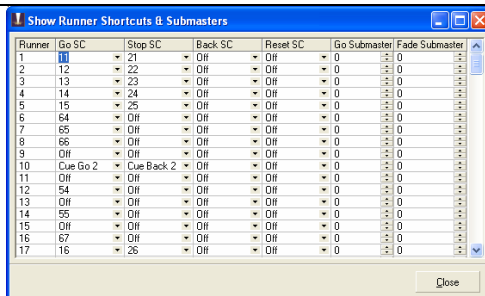 Show Runner Shortcuts & Submasters
Runner Go SC Stop SC Back SC Reset SC Go Submaster Fade Submaster
1 11 21 Off Off 0 0
2 12 22 Off Off 0 0
3 13 23 Off Off 0 0
4 14 24 Off Off 0 0
5 15 25 Off Off 0 0
6 64 Off Off Off 0 0
7 65 Off Off Off 0 0
8 66 Off Off Off 0 0
9 Off Off Off Off 0 0
10 Cue Go 2 Cue Back 2 Off Off 0 0
11 Off Off Off Off 0 0
12 54 Off Off Off 0 0
13 Off Off Off Off 0 0
14 55 Off Off Off 0 0
15 Off Off Off Off 0 0
16 67 Off Off Off 0 0
17 16 26 Off Off 0 0
Close